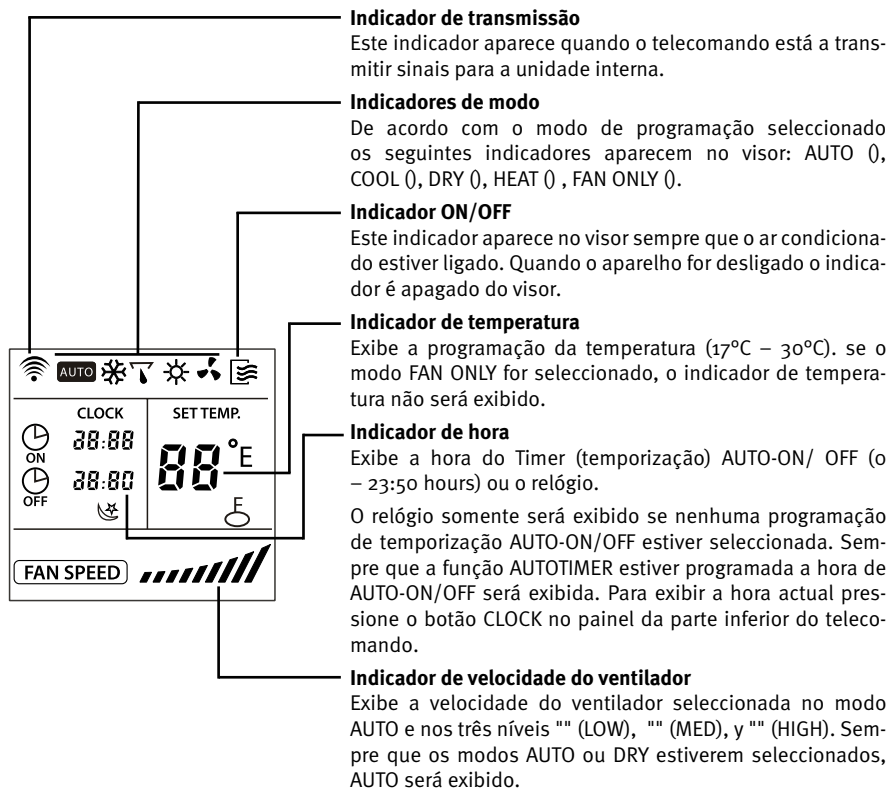 Indicador de transmissão
Este indicador aparece quando o telecomando está a trans-
mitir sinais para a unidade interna.
Indicadores de modo
De acordo com o modo de programação seleccionado
os seguintes indicadores aparecem no visor: AUTO (),
COOL (), DRY (), HEAT () , FAN ONLY ().
Indicador ON/OFF
Este indicador aparece no visor sempre que o ar condiciona-
do estiver ligado. Quando o aparelho for desligado o indica-
dor é apagado do visor.
Indicador de temperatura
Exibe a programação da temperatura (17°C – 30°C). se o
modo FAN ONLY for seleccionado, o indicador de tempera-
tura não será exibido.
Indicador de hora
Exibe a hora do Timer (temporização) AUTO-ON/ OFF (0
– 23:50 hours) ou o relógio.
O relógio somente será exibido se nenhuma programação
de temporização AUTO-ON/OFF estiver seleccionada. Sem-
pre que a função AUTOTIMER estiver programada a hora de
AUTO-ON/OFF será exibida. Para exibir a hora actual pres-
sione o botão CLOCK no painel da parte inferior do teleco-
mando.
Indicador de velocidade do ventilador
Exibe a velocidade do ventilador seleccionada no modo
AUTO e nos três níveis "" (LOW), "" (MED), y "" (HIGH). Sem-
pre que os modos AUTO ou DRY estiverem seleccionados,
AUTO será exibido.
AUTO
CLOCK
SET TEMP.
ON
88:88
88
°E
OFF
88:80
FAN SPEED